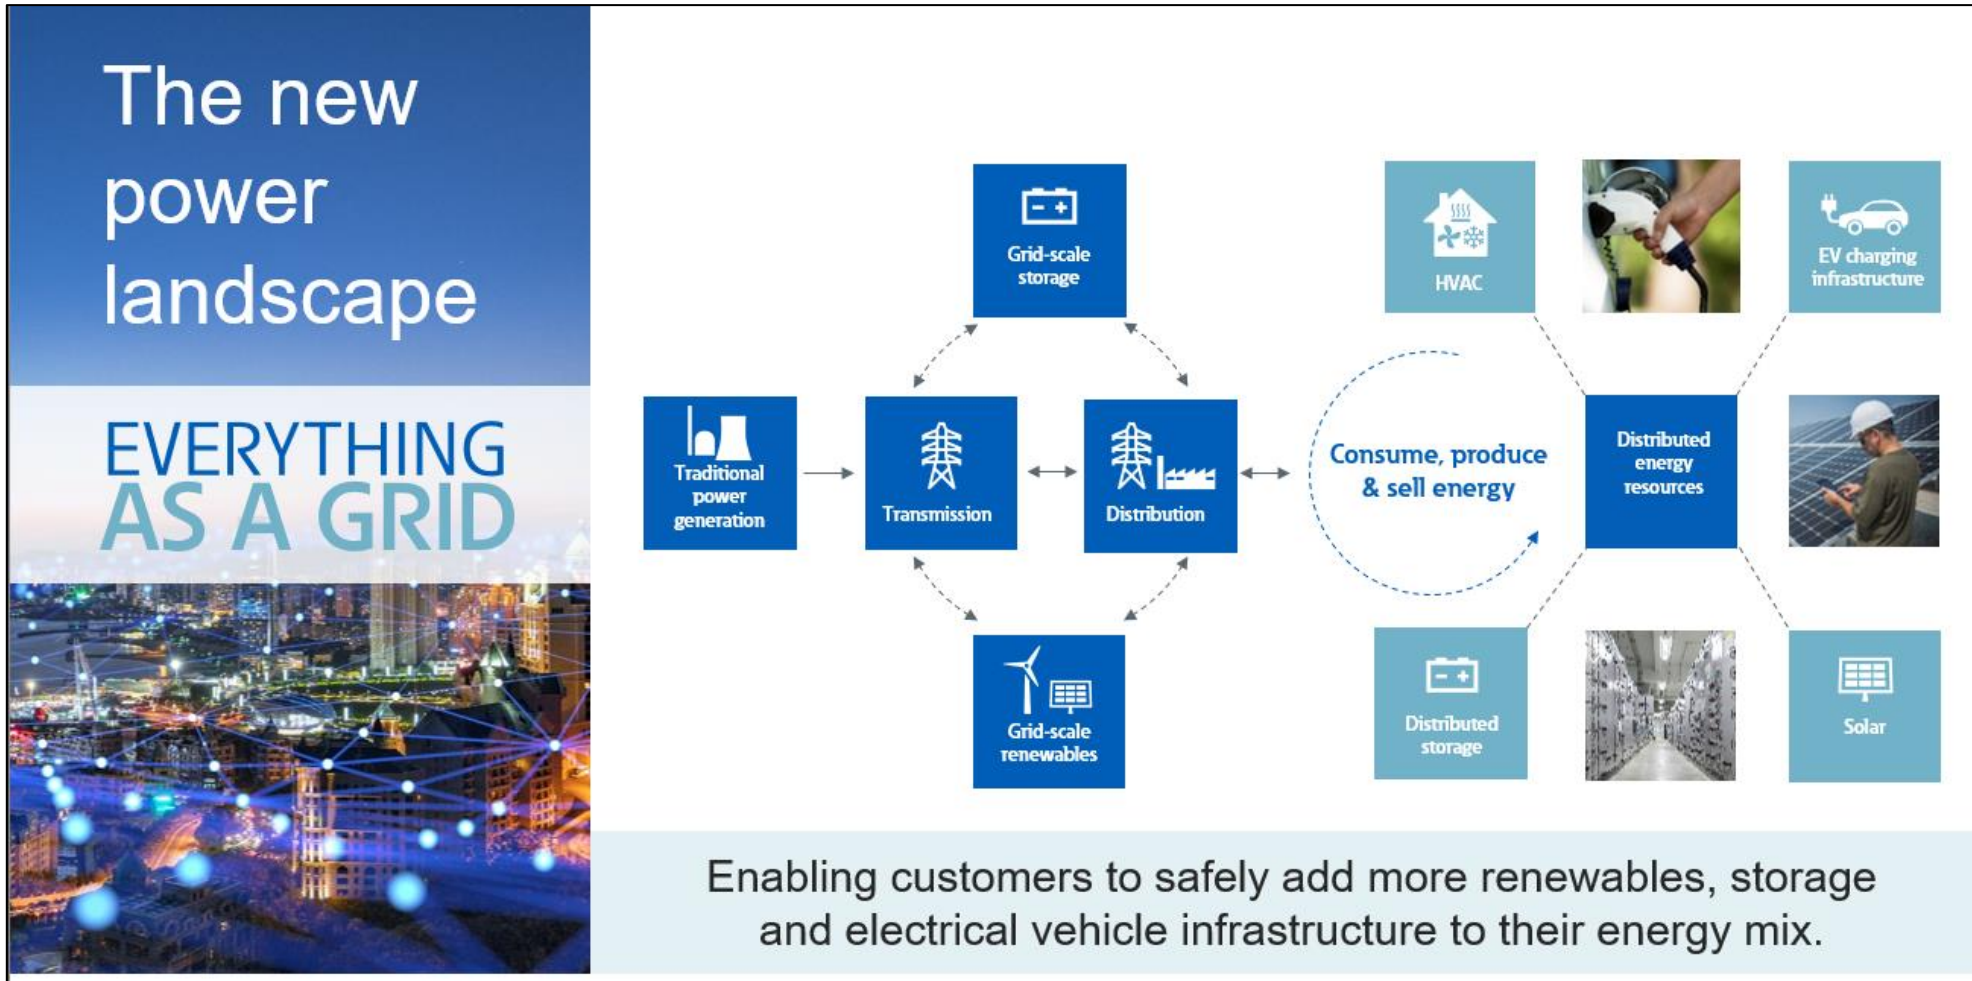 The new
power
landscape
EVERYTHING
AS A GRID
Grid-scale
storage
Traditional
power
generation
Transmission
Distribution
Grid-scale
renewables
Consume, produce
& sell energy
HVAC
EV charging
infrastructure
Distributed
energy
resources
Distributed
storage
Solar
Enabling customers to safely add more renewables, storage
and electrical vehicle infrastructure to their energy mix.